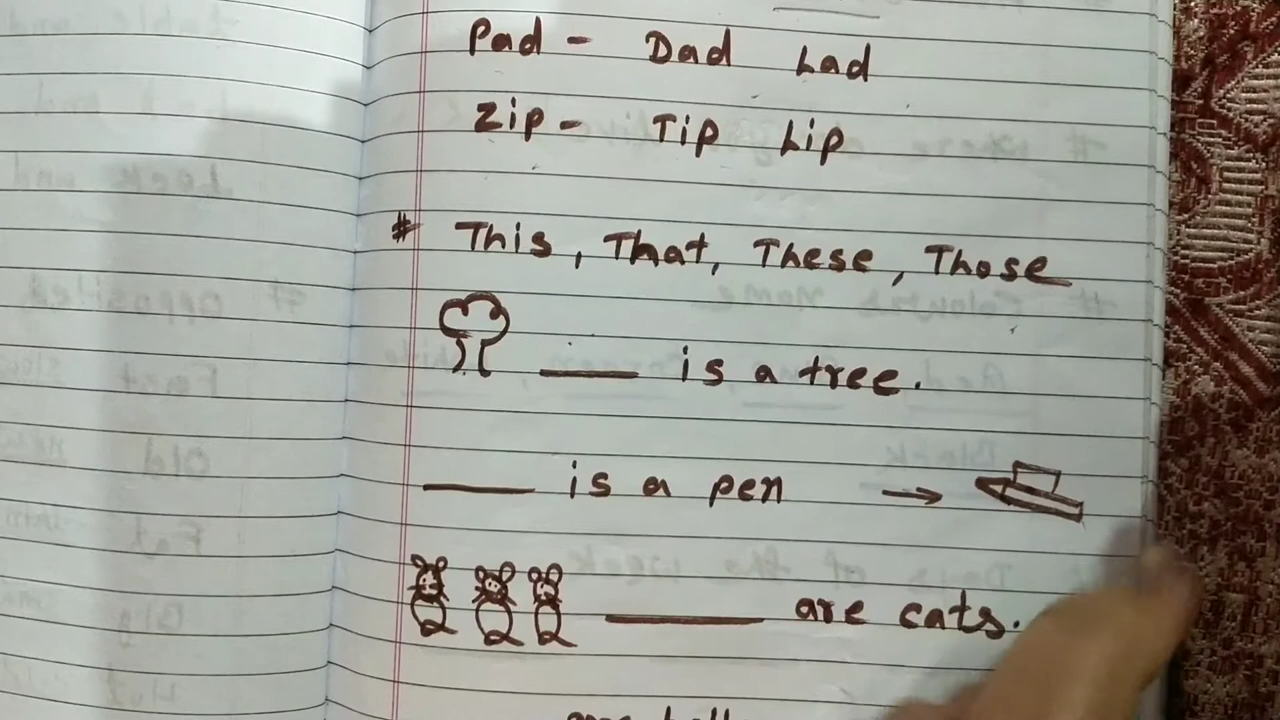 Pad - Dad Lad
Zip - Tip Lip
# This, That, These, Those
____ is a tree.
____ is a pen →
____ are cats.